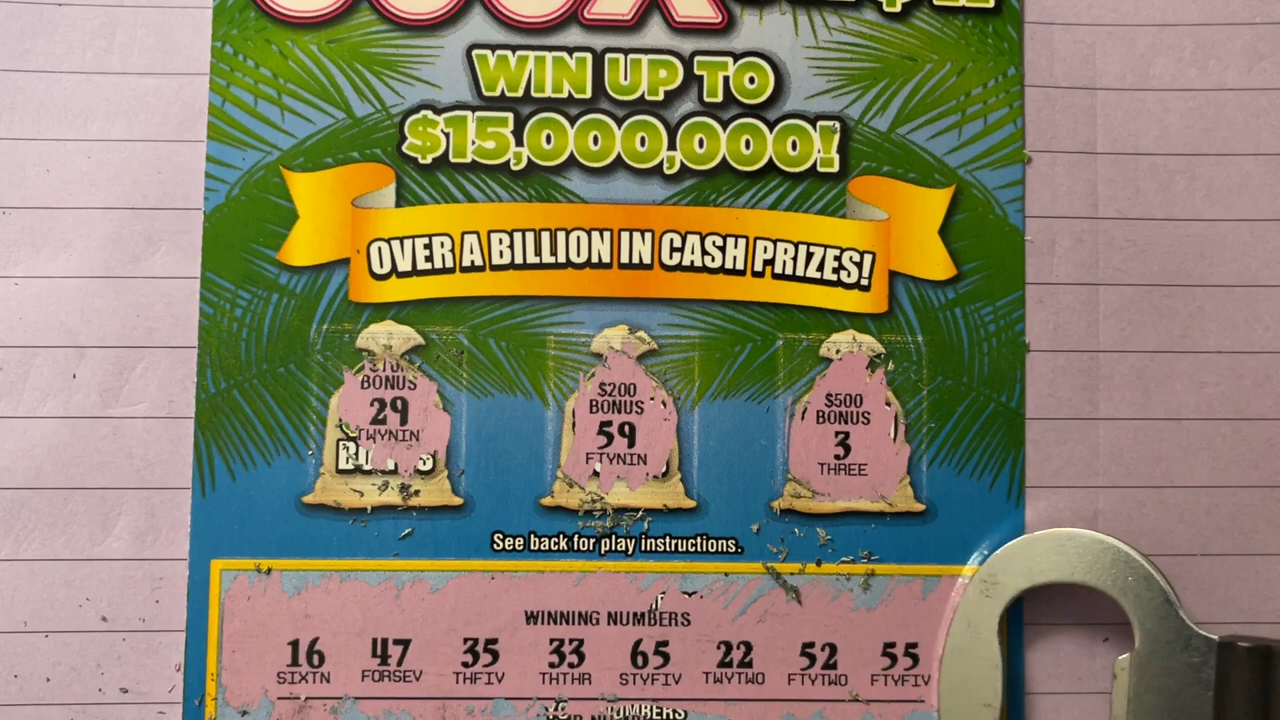 WIN UP TO
$15,000,000!
OVER A BILLION IN CASH PRIZES!
BONUS
29
TWYNIN
$200
BONUS
59
FTYNIN
$500
BONUS
3
THREE
See back for play instructions.
WINNING NUMBERS
16 47 35 33 65 22 52 55
SIXTN FORSEV THFIV THTHR STYFIV TWYTWO FTYTWO FTYFIV
NUMBERS